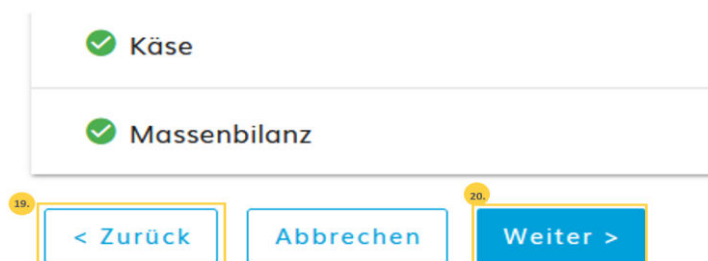 Käse
Massenbilanz
19.
20.
< Zurück
Abbrechen
Weiter >